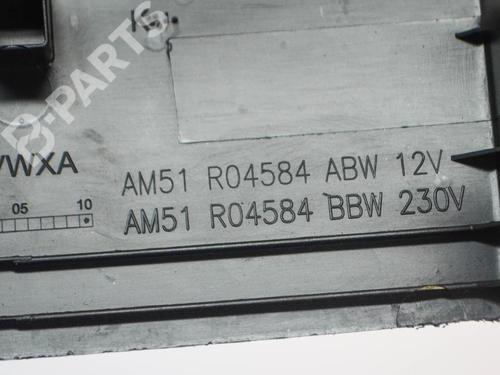 B-PARTS
VWXA
AM51 R04584 ABW 12V
05 10
AM51 R04584 BBW 230V